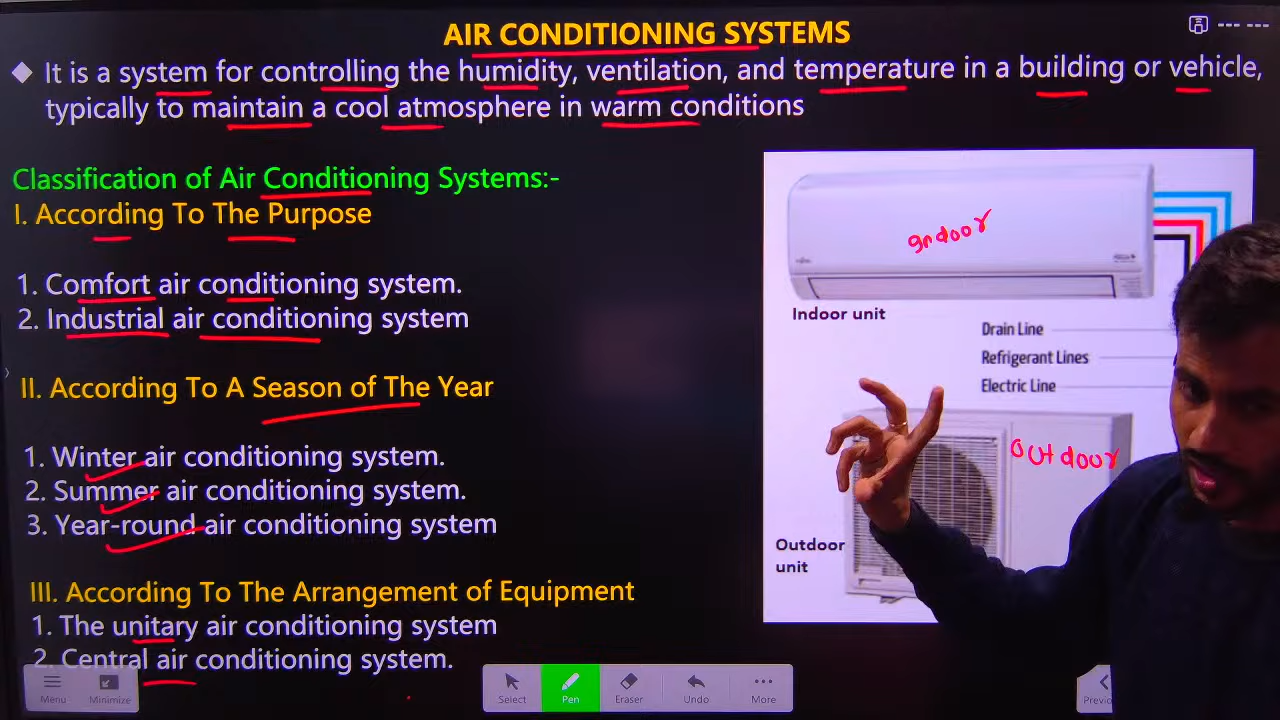 AIR CONDITIONING SYSTEMS
◆ It is a system for controlling the humidity, ventilation, and temperature in a building or vehicle,
typically to maintain a cool atmosphere in warm conditions
Classification of Air Conditioning Systems:-
I. According To The Purpose
1. Comfort air conditioning system.
2. Industrial air conditioning system
II. According To A Season of The Year
1. Winter air conditioning system.
2. Summer air conditioning system.
3. Year-round air conditioning system
III. According To The Arrangement of Equipment
1. The unitary air conditioning system
2. Central air conditioning system.
Indoor
Indoor unit
Drain Line
Refrigerant Lines
Electric Line
Outdoor
Outdoor
unit
Menu
Minimize
Select
Pen
Eraser
Undo
More
Previo